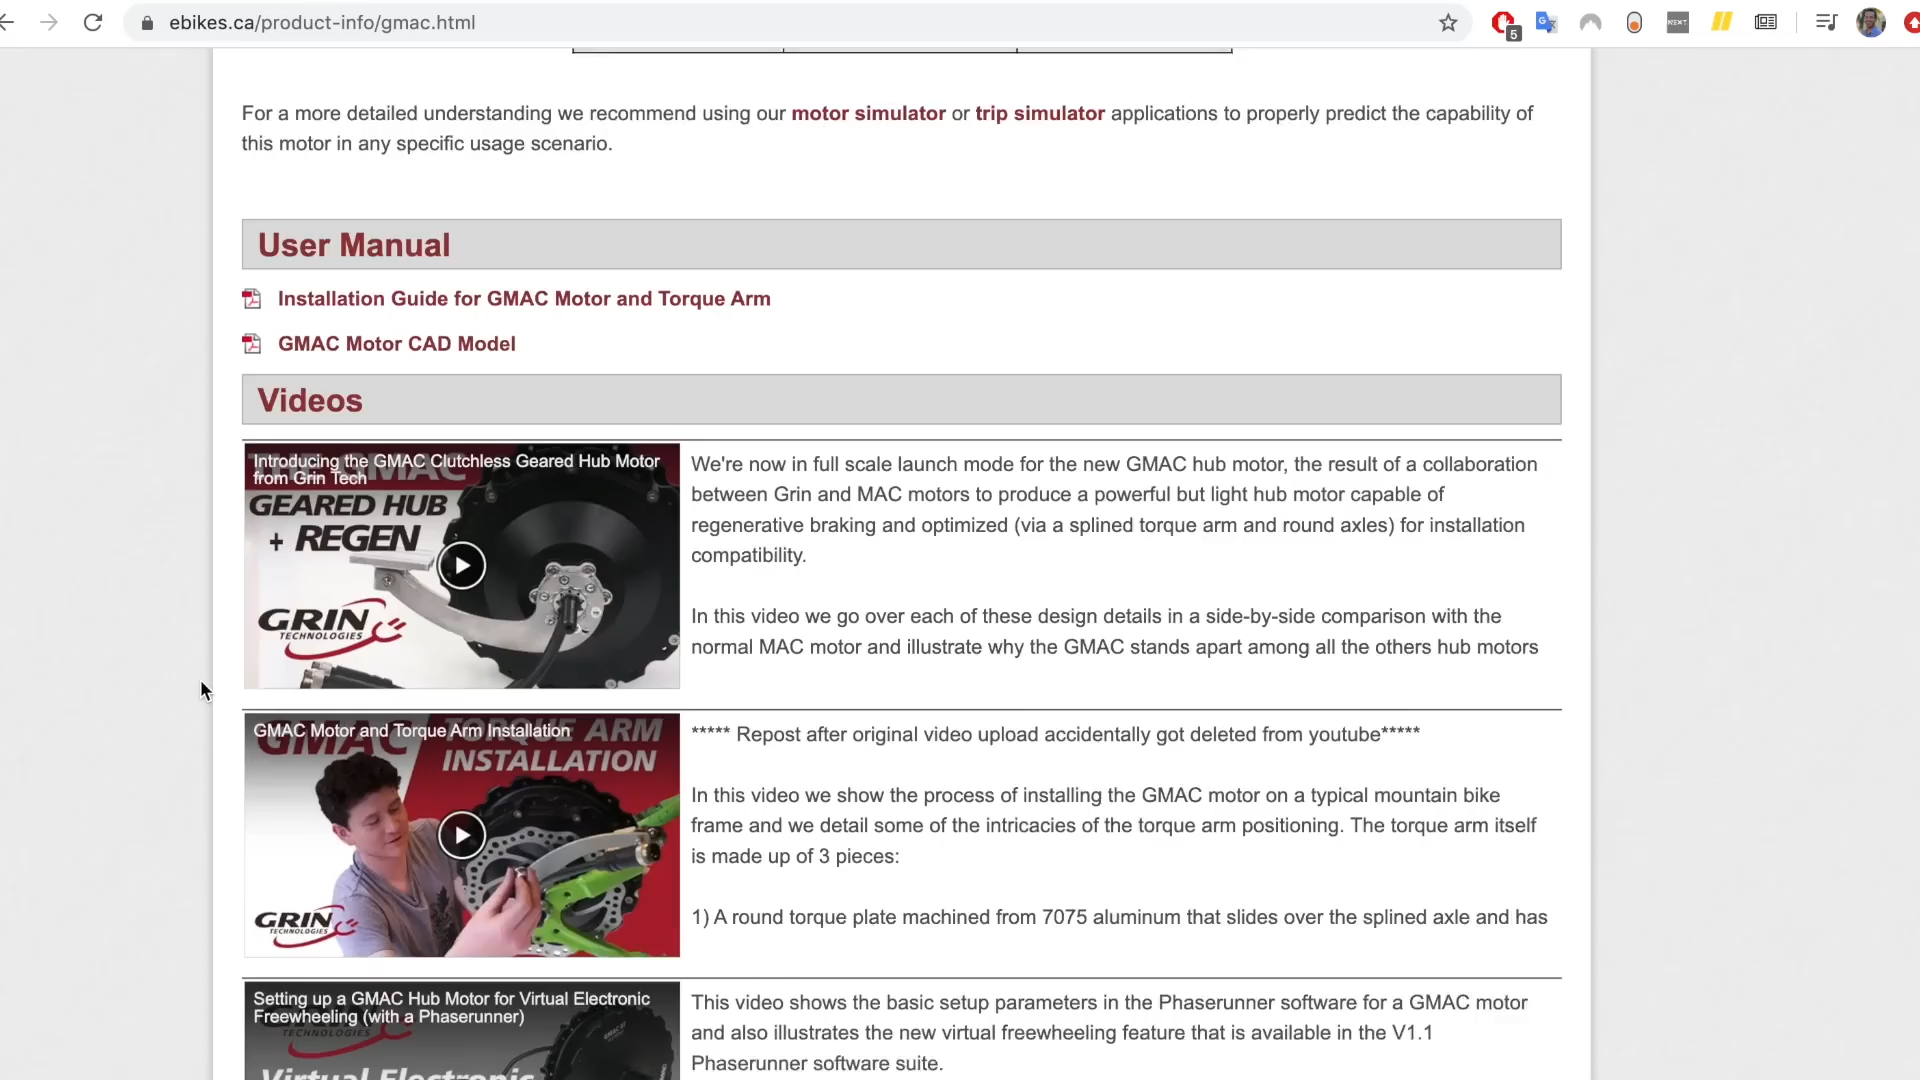 ebikes.ca/product-info/gmac.html
5
NEXT
For a more detailed understanding we recommend using our motor simulator or trip simulator applications to properly predict the capability of
this motor in any specific usage scenario.
User Manual
Installation Guide for GMAC Motor and Torque Arm
GMAC Motor CAD Model
Videos
Introducing the GMAC Clutchless Geared Hub Motor
from Grin Tech
GEARED HUB
+ REGEN
GRIN
TECHNOLOGIES
We're now in full scale launch mode for the new GMAC hub motor, the result of a collaboration
between Grin and MAC motors to produce a powerful but light hub motor capable of
regenerative braking and optimized (via a splined torque arm and round axles) for installation
compatibility.
In this video we go over each of these design details in a side-by-side comparison with the
normal MAC motor and illustrate why the GMAC stands apart among all the others hub motors
GMAC Motor and Torque Arm Installation
GMAC TORQUE ARM
INSTALLATION
GRIN
TECHNOLOGIES
***** Repost after original video upload accidentally got deleted from youtube*****
In this video we show the process of installing the GMAC motor on a typical mountain bike
frame and we detail some of the intricacies of the torque arm positioning. The torque arm itself
is made up of 3 pieces:
1) A round torque plate machined from 7075 aluminum that slides over the splined axle and has
Setting up a GMAC Hub Motor for Virtual Electronic
Freewheeling (with a Phaserunner)
GRIN
TECHNOLOGIES
Virtual Electronic
This video shows the basic setup parameters in the Phaserunner software for a GMAC motor
and also illustrates the new virtual freewheeling feature that is available in the V1.1
Phaserunner software suite.